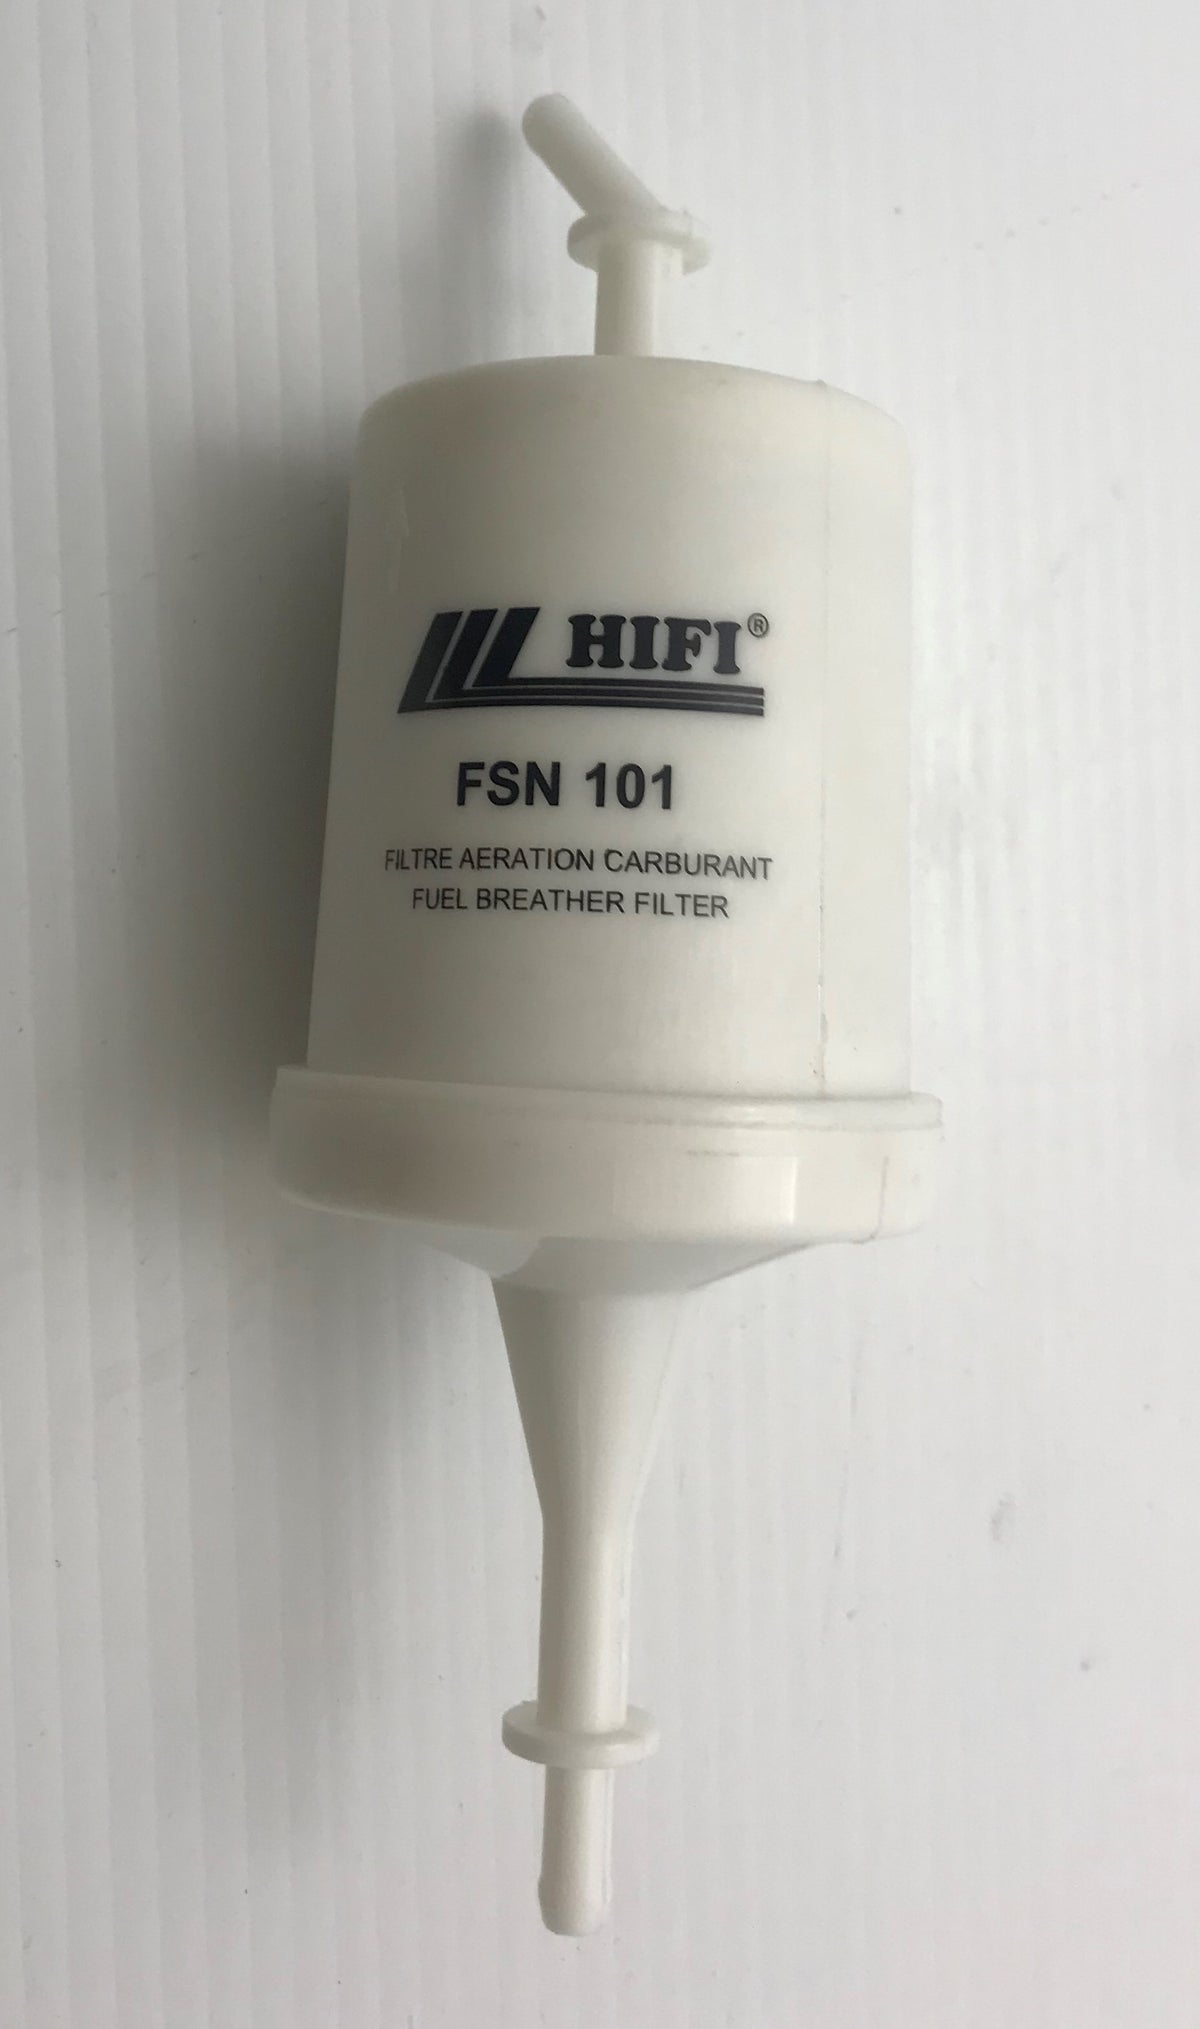 HIFI®
FSN 101
FILTRE AERATION CARBURANT
FUEL BREATHER FILTER